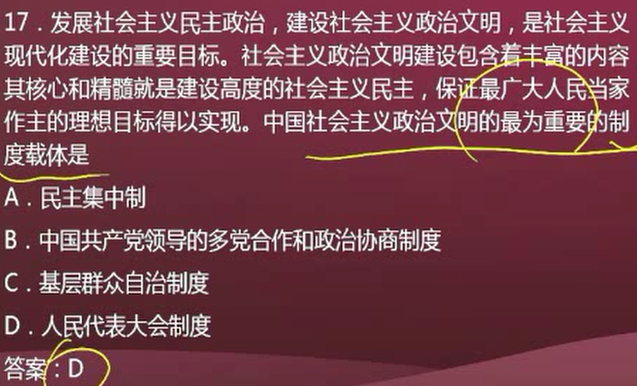 17．发展社会主义民主政治，建设社会主义政治文明，是社会主义
现代化建设的重要目标。社会主义政治文明建设包含着丰富的内容
其核心和精髓就是建设高度的社会主义民主，保证最广大人民当家
作主的理想目标得以实现。中国社会主义政治文明的最为重要的制
度载体是
A．民主集中制
B．中国共产党领导的多党合作和政治协商制度
C．基层群众自治制度
D．人民代表大会制度
答案：D